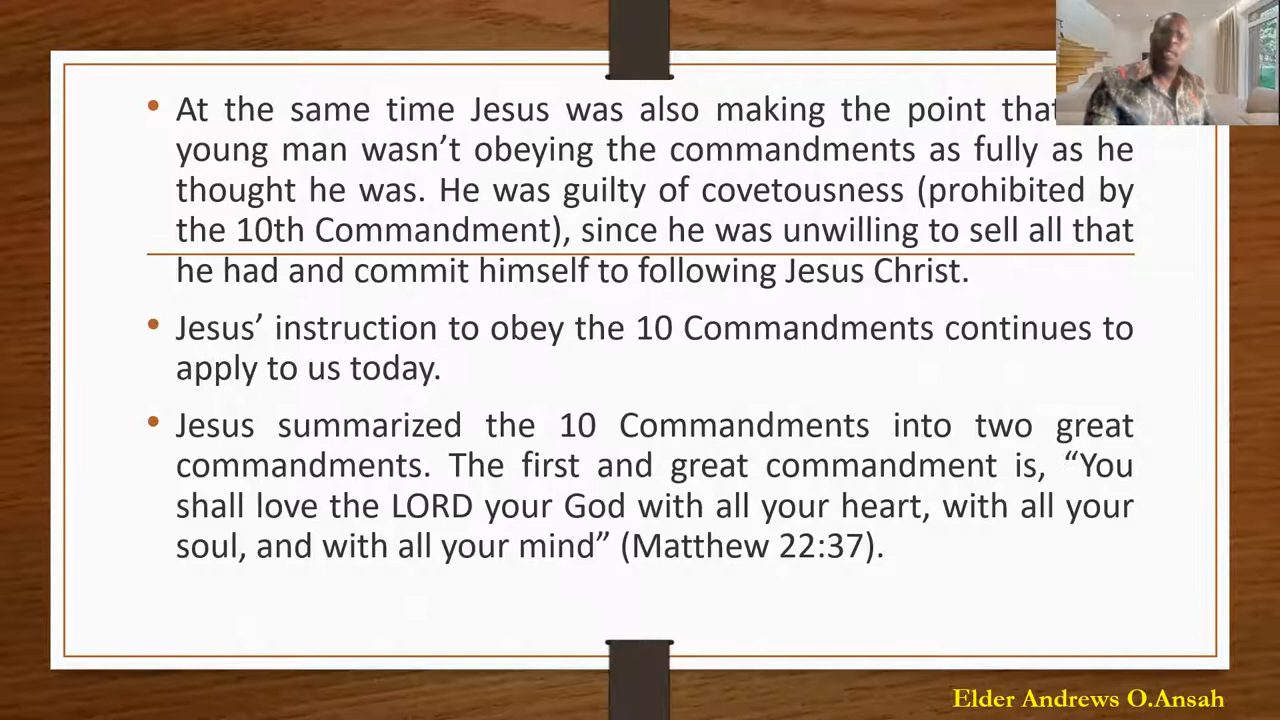 • At the same time Jesus was also making the point that
young man wasn’t obeying the commandments as fully as he
thought he was. He was guilty of covetousness (prohibited by
the 10th Commandment), since he was unwilling to sell all that
he had and commit himself to following Jesus Christ.
• Jesus’ instruction to obey the 10 Commandments continues to
apply to us today.
• Jesus summarized the 10 Commandments into two great
commandments. The first and great commandment is, “You
shall love the LORD your God with all your heart, with all your
soul, and with all your mind” (Matthew 22:37).
Elder Andrews O.Ansah